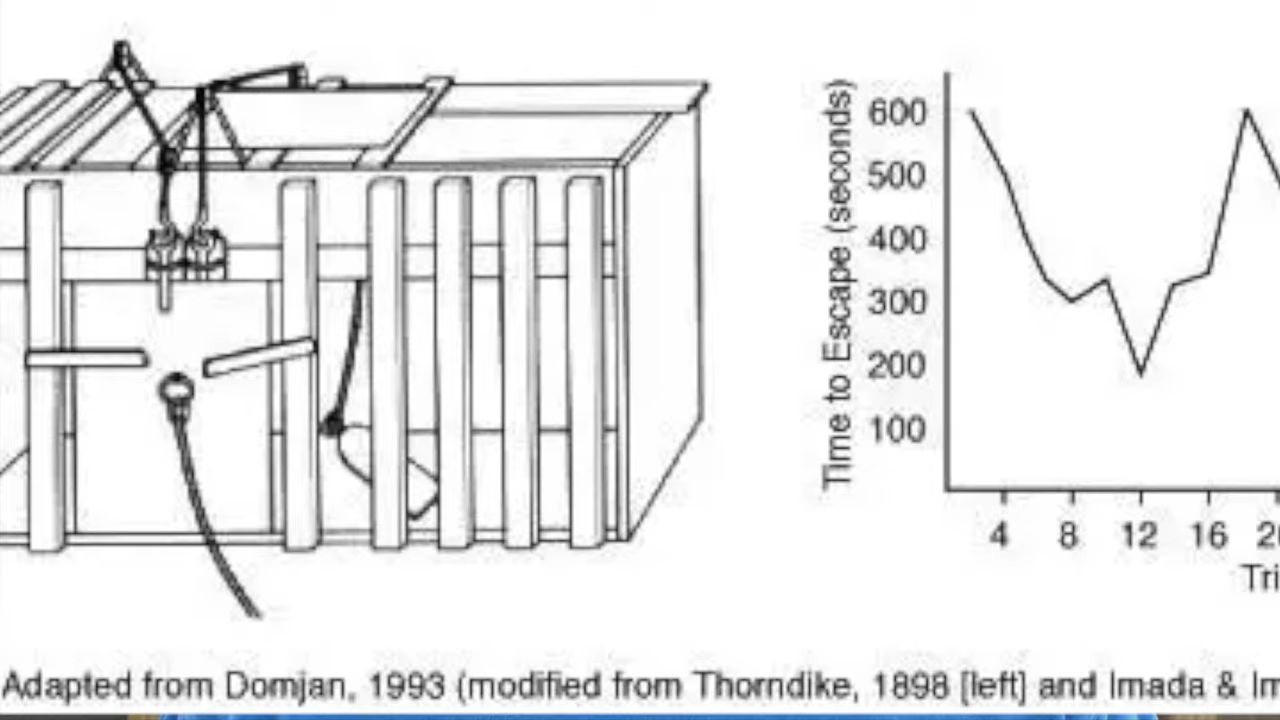 Time to Escape (seconds)
600
500
400
300
200
100
4 8 12 16
Adapted from Domjan, 1993 (modified from Thorndike, 1898 [left] and Imada &